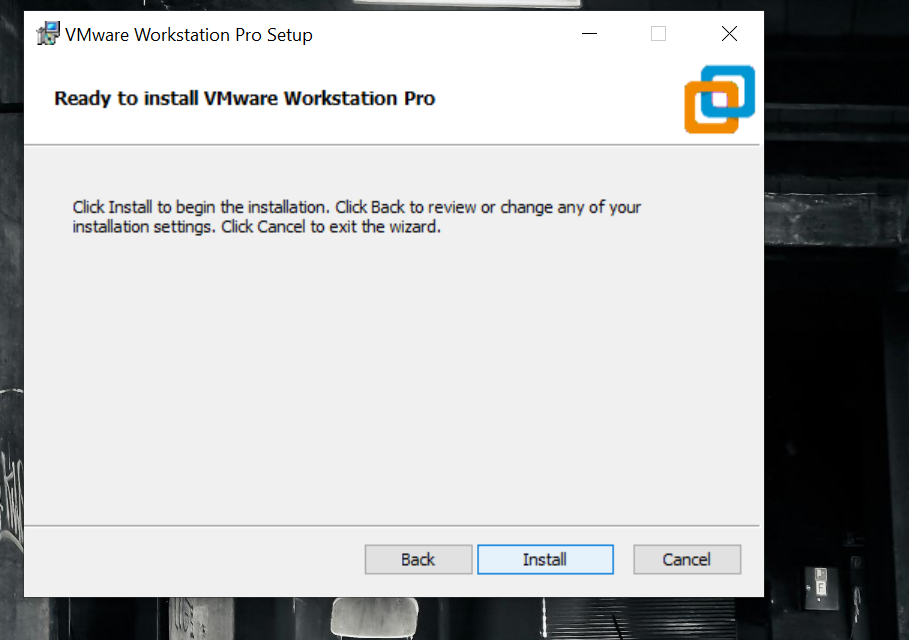 VMware Workstation Pro Setup
Ready to install VMware Workstation Pro
Click Install to begin the installation. Click Back to review or change any of your
installation settings. Click Cancel to exit the wizard.
Back Install Cancel